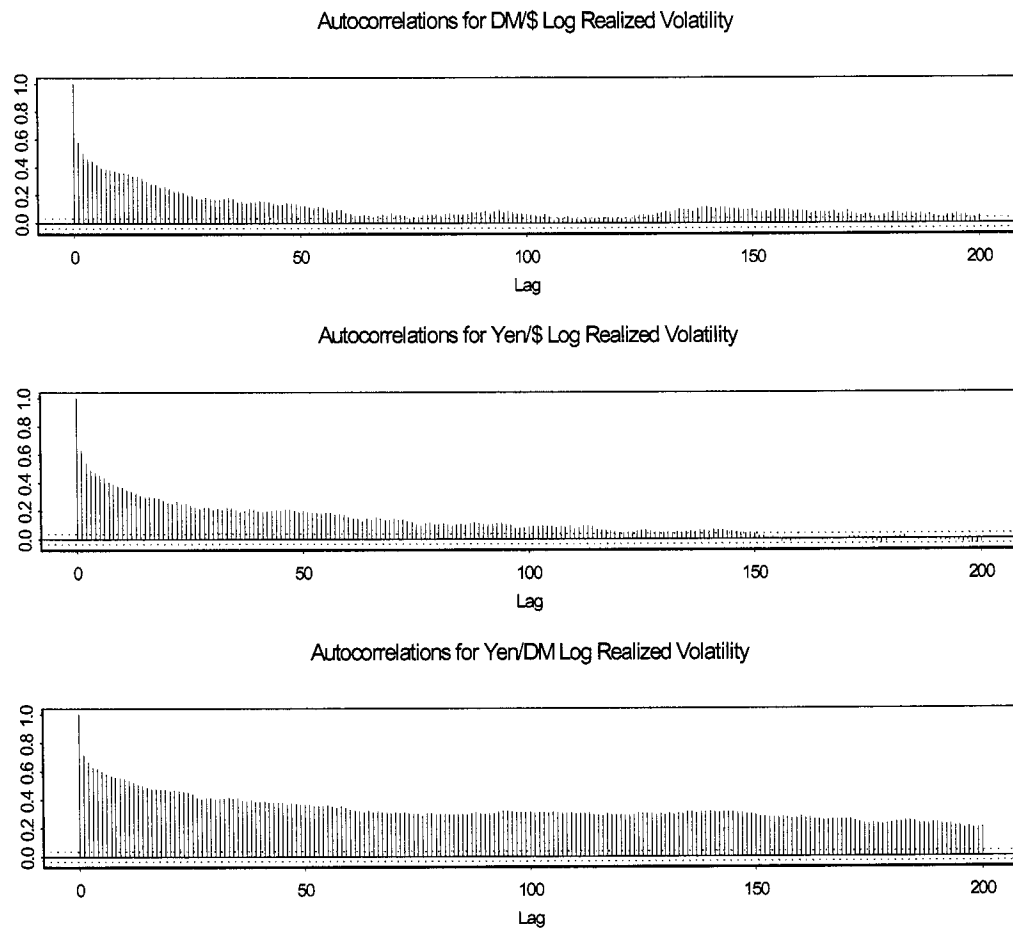 Autocorrelations for DM/$ Log Realized Volatility
0.0 0.2 0.4 0.6 0.8 1.0
0 50 100 150 200
Lag
Autocorrelations for Yen/$ Log Realized Volatility
0.0 0.2 0.4 0.6 0.8 1.0
0 50 100 150 200
Lag
Autocorrelations for Yen/DM Log Realized Volatility
0.0 0.2 0.4 0.6 0.8 1.0
0 50 100 150 200
Lag